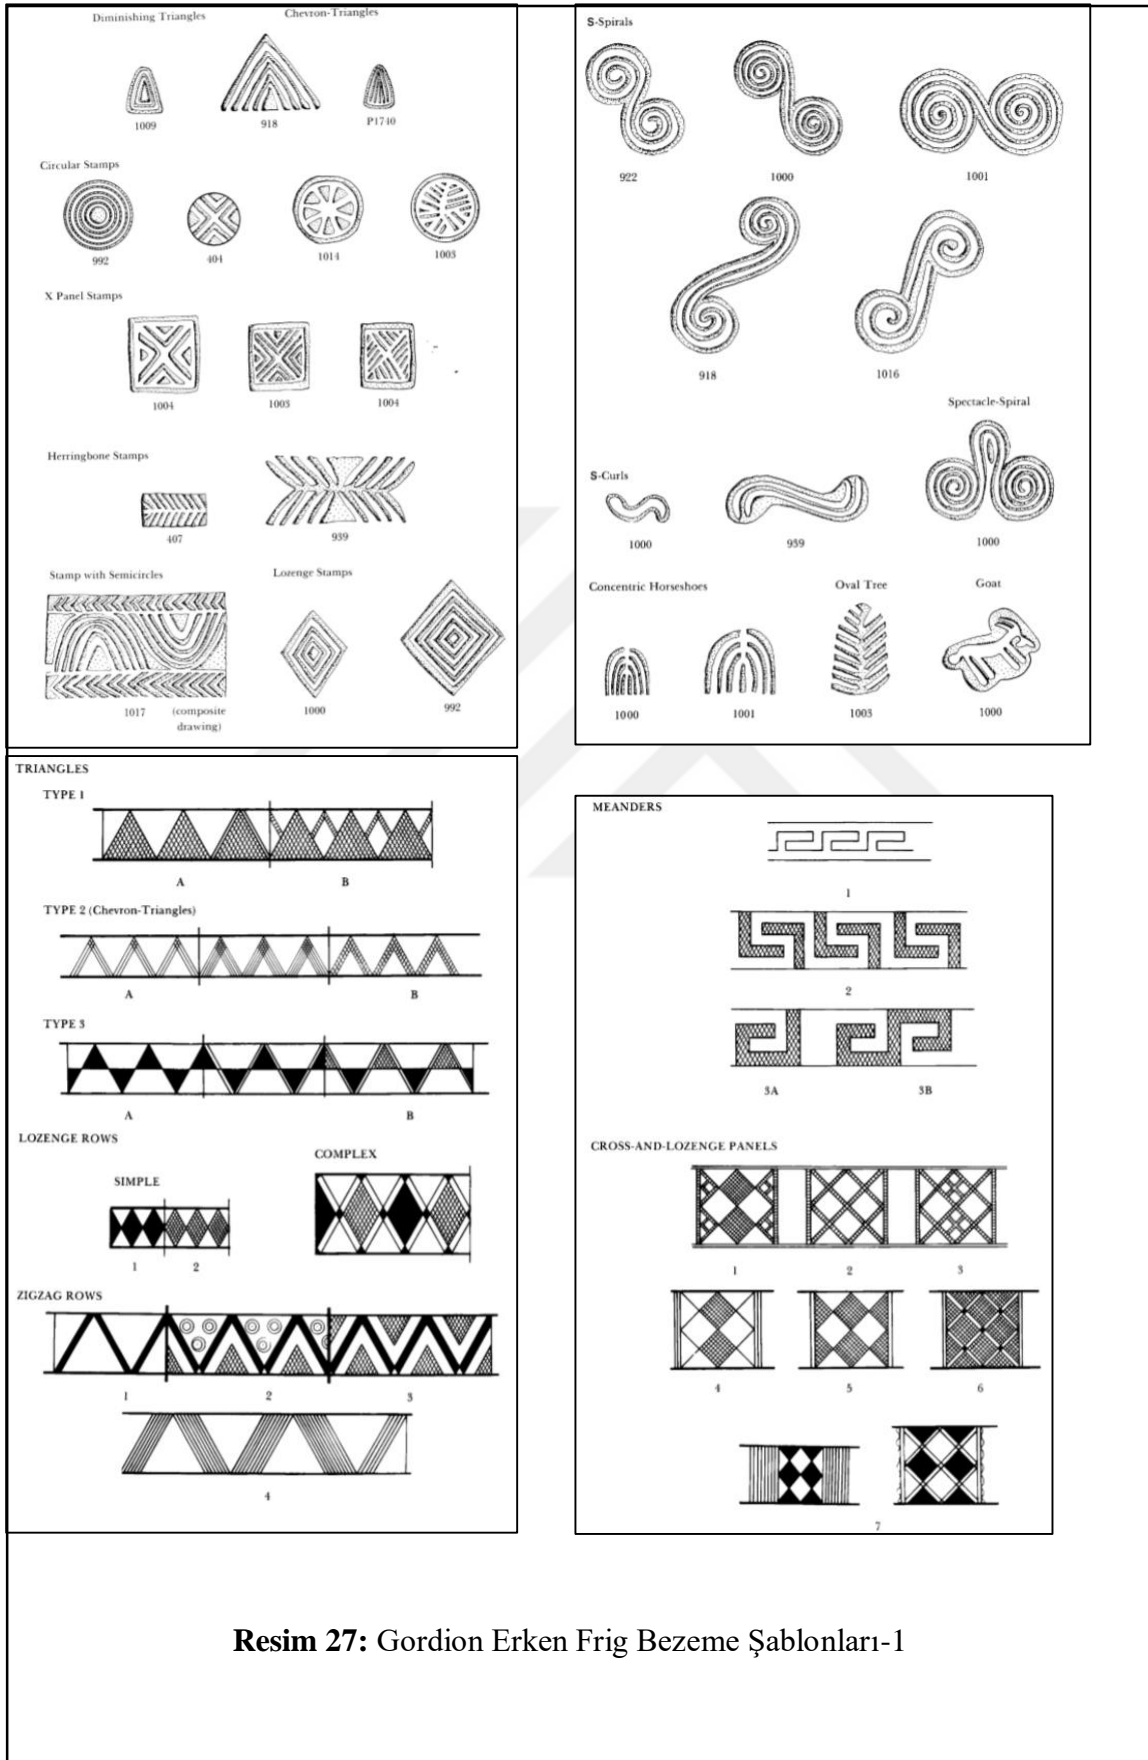 Diminishing Triangles
Chevron-Triangles
1009
918
P1740
Circular Stamps
992
404
1014
1003
X Panel Stamps
1004
1003
1004
Herringbone Stamps
407
939
Stamp with Semicircles
Lozenge Stamps
1017 (composite
drawing)
1000
992
S-Spirals
922
1000
1001
918
1016
Spectacle-Spiral
S-Curls
1000
959
1000
Concentric Horseshoes
Oval Tree
Goat
1000
1001
1003
1000
TRIANGLES
TYPE 1
A
B
TYPE 2 (Chevron-Triangles)
A
B
TYPE 3
A
B
LOZENGE ROWS
COMPLEX
SIMPLE
1
2
ZIGZAG ROWS
1
2
3
4
MEANDERS
1
2
3A
3B
CROSS-AND-LOZENGE PANELS
1
2
3
4
5
6
7
Resim 27: Gordion Erken Frig Bezeme Şablonları-1